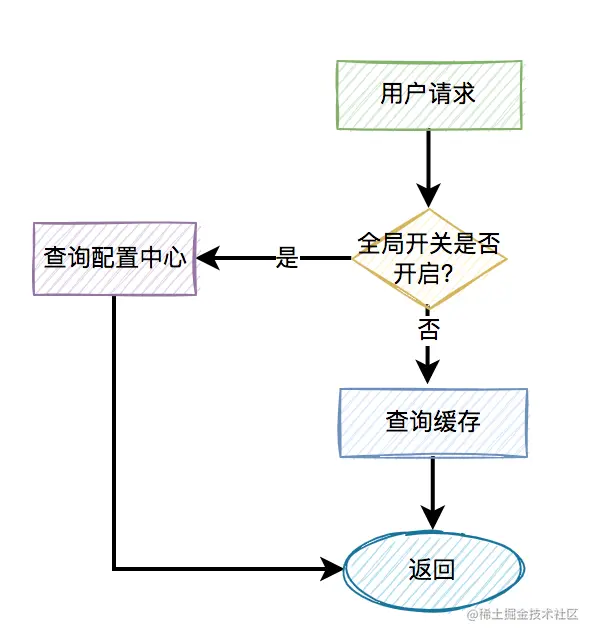 用户请求
全局开关是否
开启?
是
查询配置中心
否
查询缓存
返回
@稀土掘金技术社区